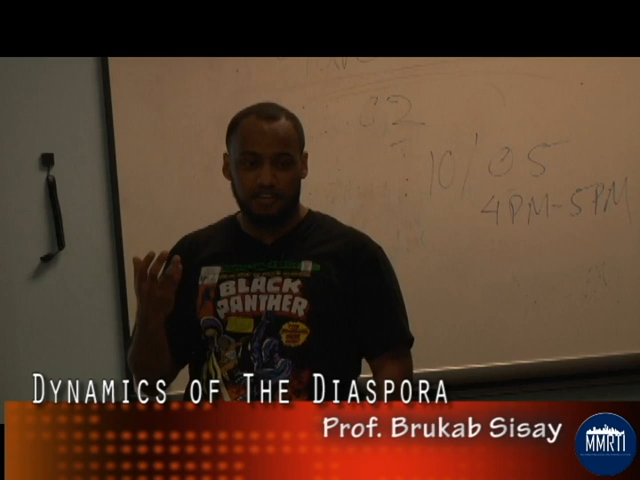 02
10/05
4PM-5PM
BLACK
PANTHER
DYNAMICS OF THE DIASPORA
Prof. Brukab Sisay
MMRTI